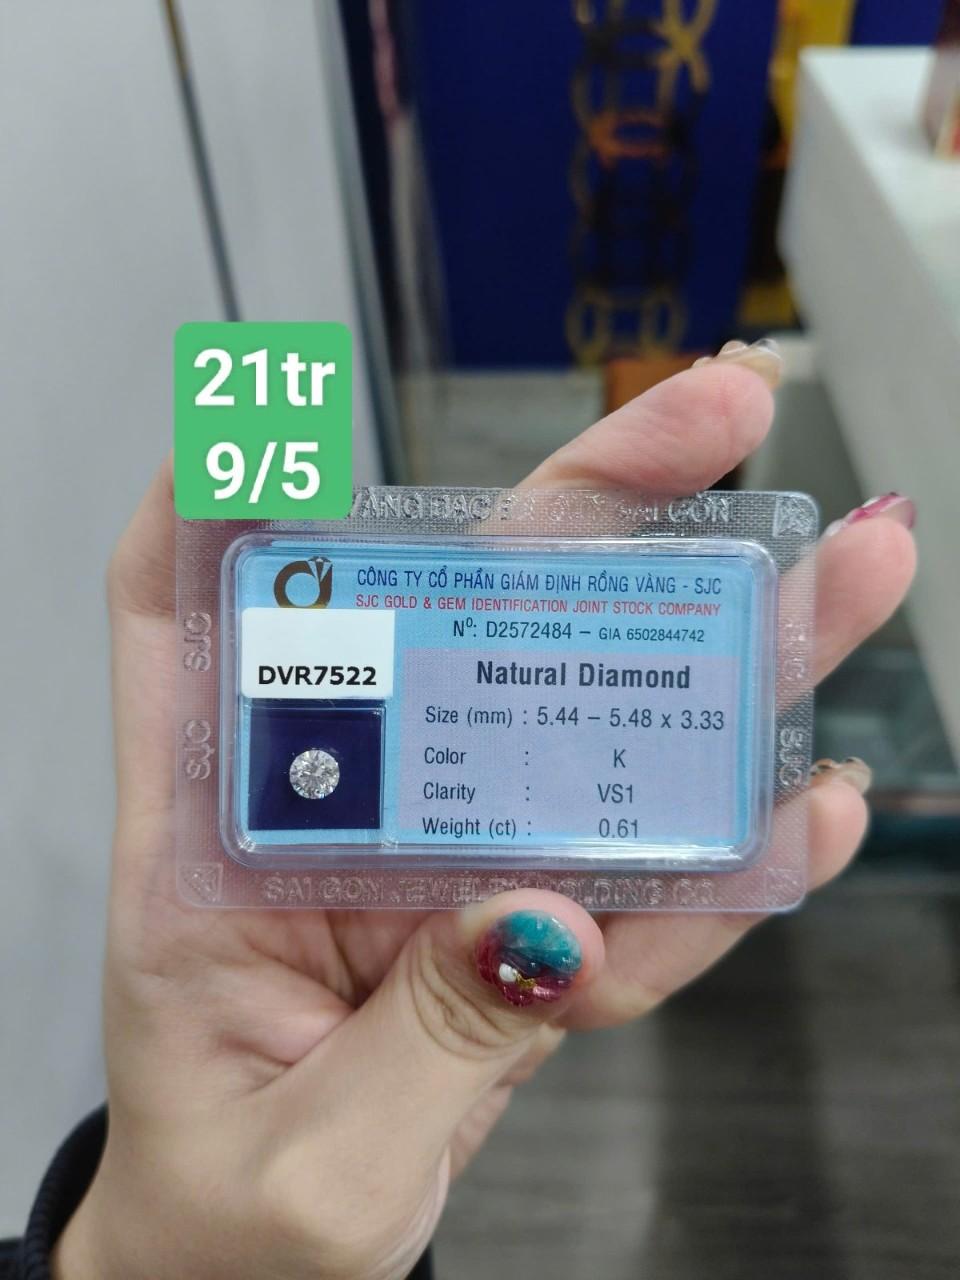 21tr
9/5
VÀNG BẠC ĐÁ QUÝ SÀI GÒN
CÔNG TY CỔ PHẦN GIÁM ĐỊNH RỒNG VÀNG - SJC
SJC GOLD & GEM IDENTIFICATION JOINT STOCK COMPANY
Nº: D2572484 – GIA 6502844742
DVR7522
Natural Diamond
Size (mm) : 5.44 – 5.48 x 3.33
Color : K
Clarity : VS1
Weight (ct) : 0.61
SJC
SJC
SJC
SJC
SAI GON JEWELRY HOLDING CO